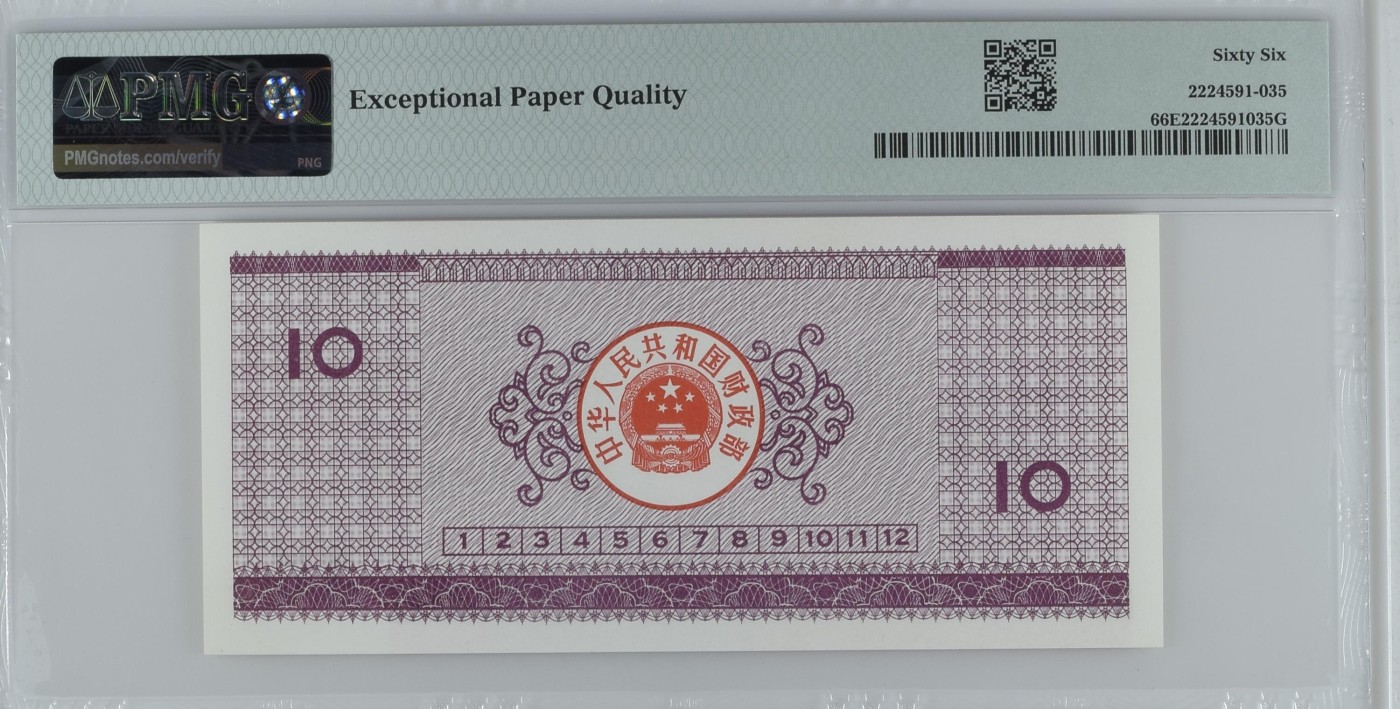 PMG
PMGnotes.com/verify
PNG
Exceptional Paper Quality
Sixty Six
2224591-035
66E2224591035G
10
中华人民共和国财政部
10
1 2 3 4 5 6 7 8 9 10 11 12